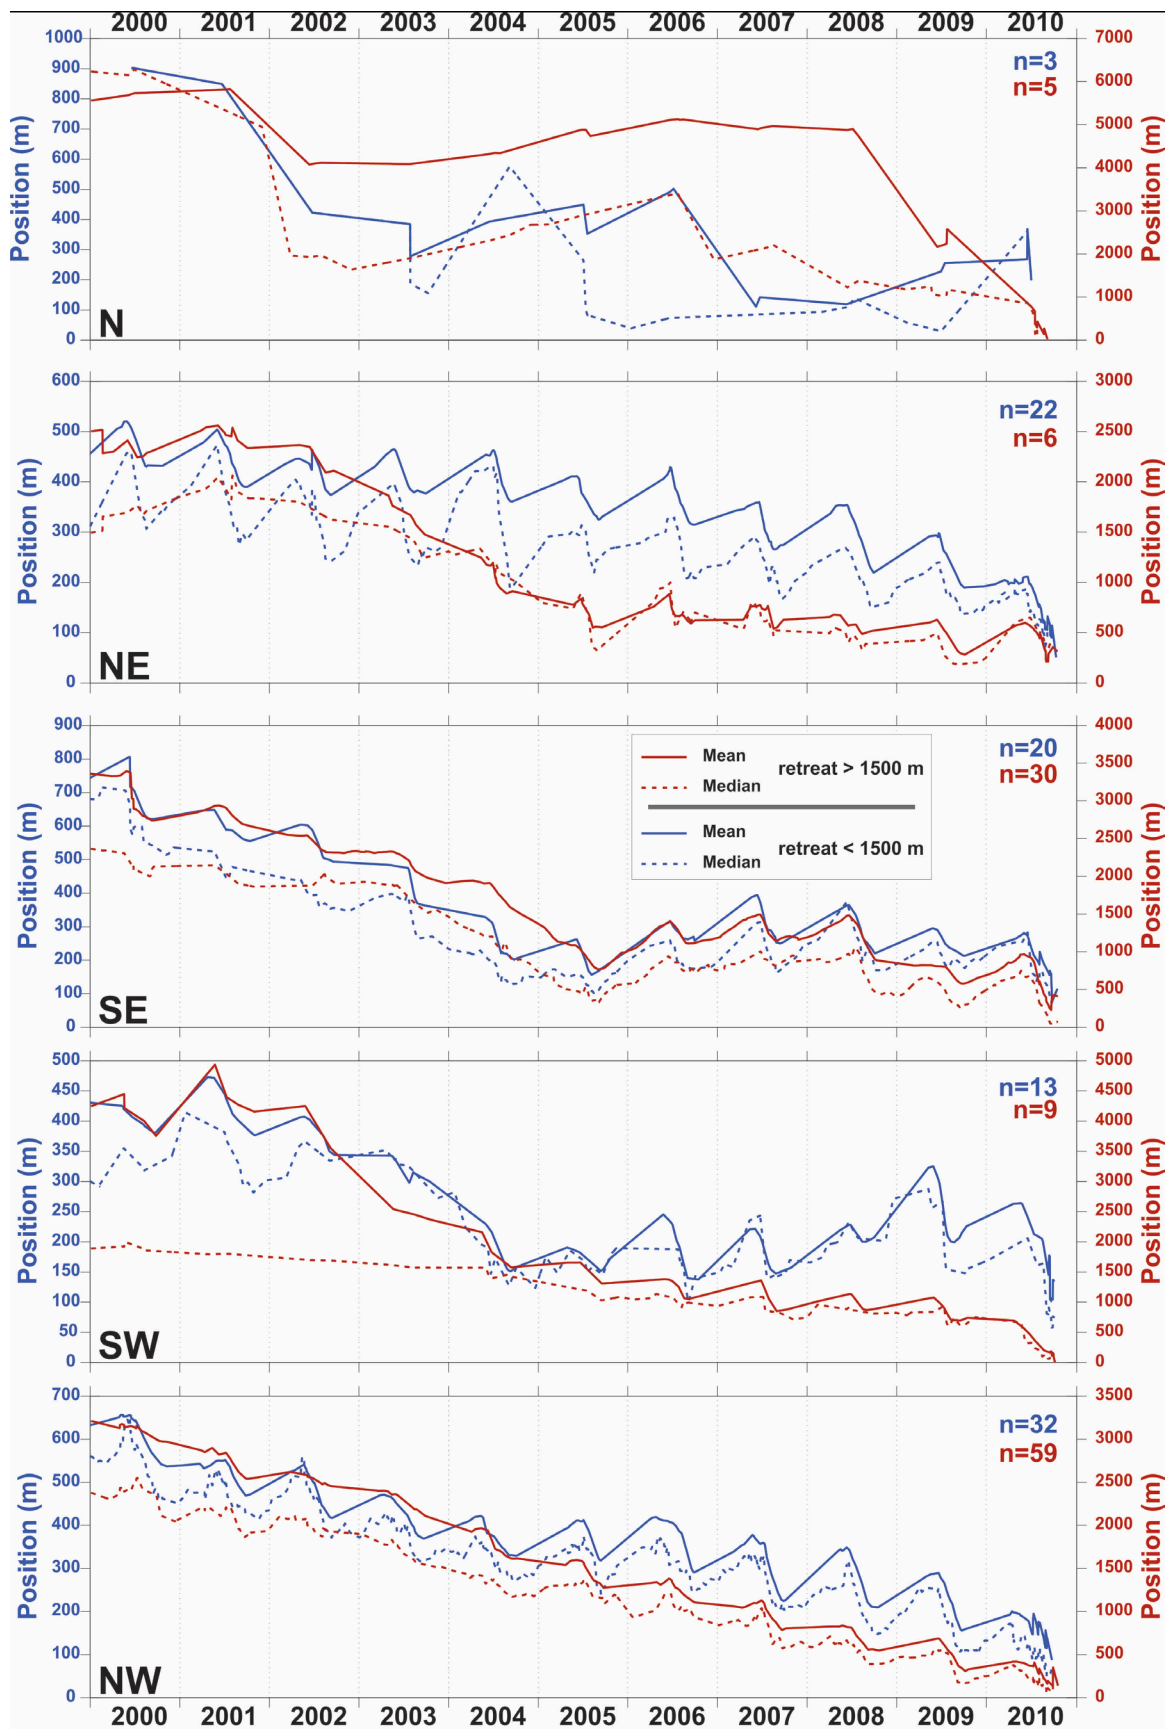 2000 2001 2002 2003 2004 2005 2006 2007 2008 2009 2010
1000 7000
900 6000
800 5000
700 4000
600 3000
500 2000
400 1000
300 0
200
100
0
Position (m)
Position (m)
n=3
n=5
N
600 3000
500 2500
400 2000
300 1500
200 1000
100 500
0 0
Position (m)
Position (m)
n=22
n=6
NE
900 4000
800 3500
700 3000
600 2500
500 2000
400 1500
300 1000
200 500
100 0
0
Position (m)
Position (m)
Mean
retreat > 1500 m
Median
Mean
retreat < 1500 m
Median
n=20
n=30
SE
500 5000
450 4500
400 4000
350 3500
300 3000
250 2500
200 2000
150 1500
100 1000
50 500
0 0
Position (m)
Position (m)
n=13
n=9
SW
700 3500
600 3000
500 2500
400 2000
300 1500
200 1000
100 500
0 0
Position (m)
Position (m)
n=32
n=59
NW
2000 2001 2002 2003 2004 2005 2006 2007 2008 2009 2010